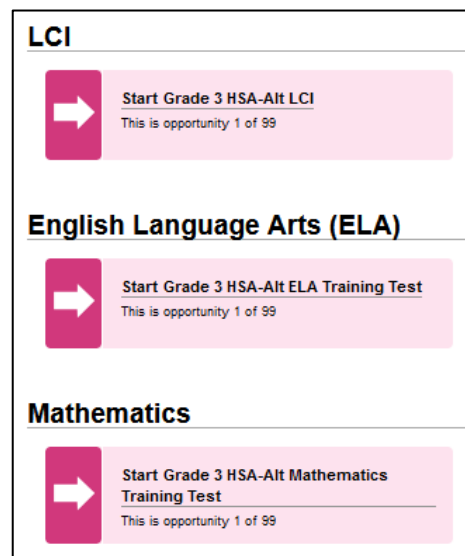 LCI
Start Grade 3 HSA-Alt LCI
This is opportunity 1 of 99
English Language Arts (ELA)
Start Grade 3 HSA-Alt ELA Training Test
This is opportunity 1 of 99
Mathematics
Start Grade 3 HSA-Alt Mathematics
Training Test
This is opportunity 1 of 99